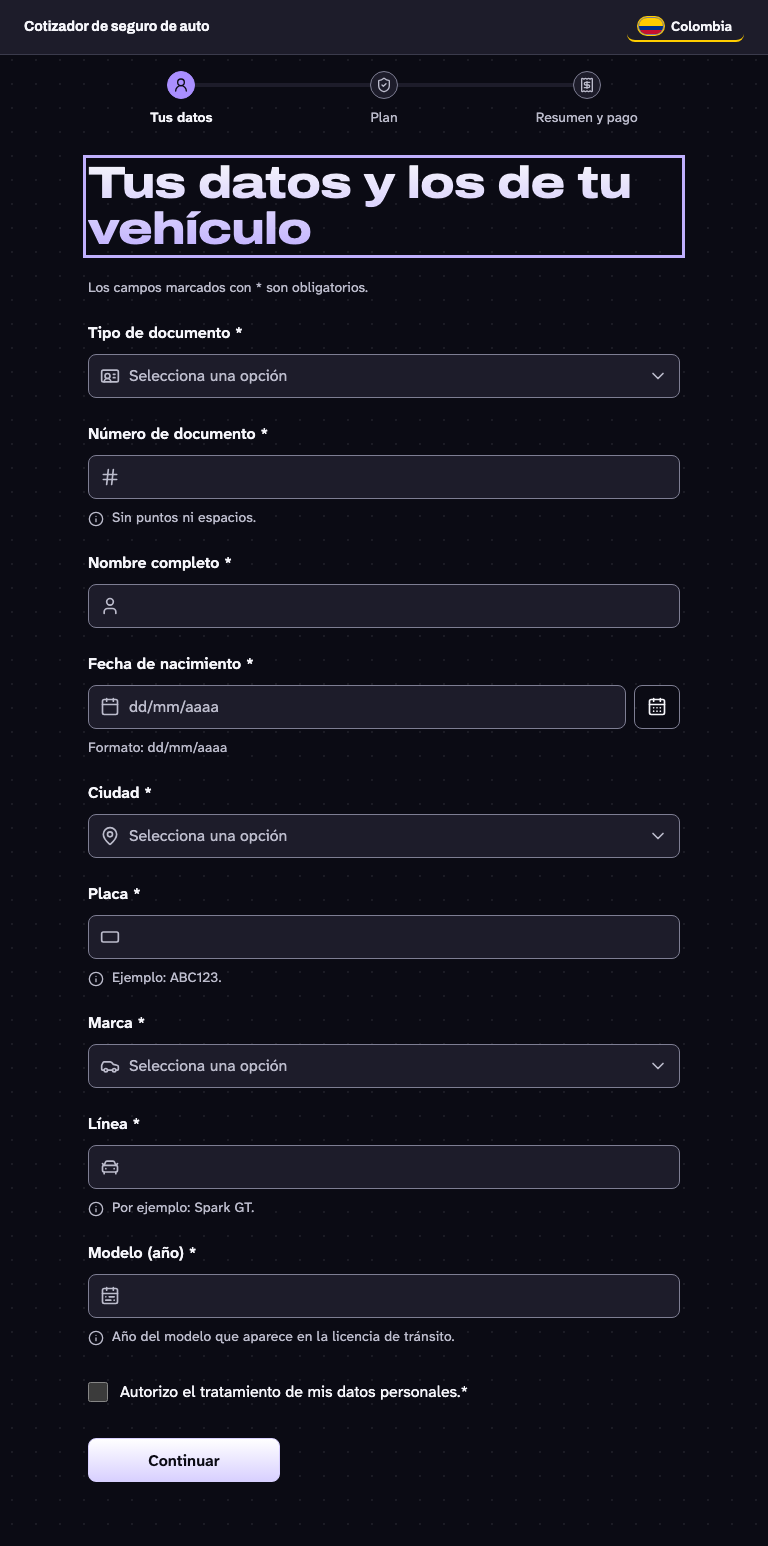 Cotizador de seguro de auto
Colombia
Tus datos
Plan
Resumen y pago
Tus datos y los de tu
vehículo
Los campos marcados con * son obligatorios.
Tipo de documento *
Selecciona una opción
Número de documento *
Sin puntos ni espacios.
Nombre completo *
Fecha de nacimiento *
dd/mm/aaaa
Formato: dd/mm/aaaa
Ciudad *
Selecciona una opción
Placa *
Ejemplo: ABC123.
Marca *
Selecciona una opción
Línea *
Por ejemplo: Spark GT.
Modelo (año) *
Año del modelo que aparece en la licencia de tránsito.
Autorizo el tratamiento de mis datos personales.*
Continuar